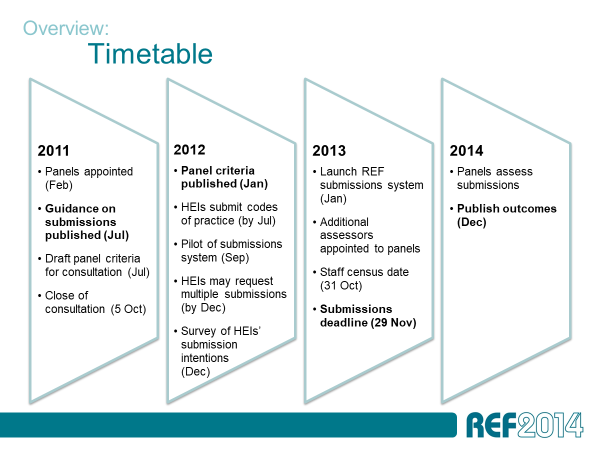 Overview:
Timetable
2011
• Panels appointed
(Feb)
• Guidance on
submissions
published (Jul)
• Draft panel criteria
for consultation (Jul)
• Close of
consultation (5 Oct)
2012
• Panel criteria
published (Jan)
• HEIs submit codes
of practice (by Jul)
• Pilot of submissions
system (Sep)
• HEIs may request
multiple submissions
(by Dec)
• Survey of HEIs'
submission
intentions
(Dec)
2013
• Launch REF
submissions system
(Jan)
• Additional
assessors
appointed to panels
• Staff census date
(31 Oct)
• Submissions
deadline (29 Nov)
2014
• Panels assess
submissions
• Publish outcomes
(Dec)
REF2014